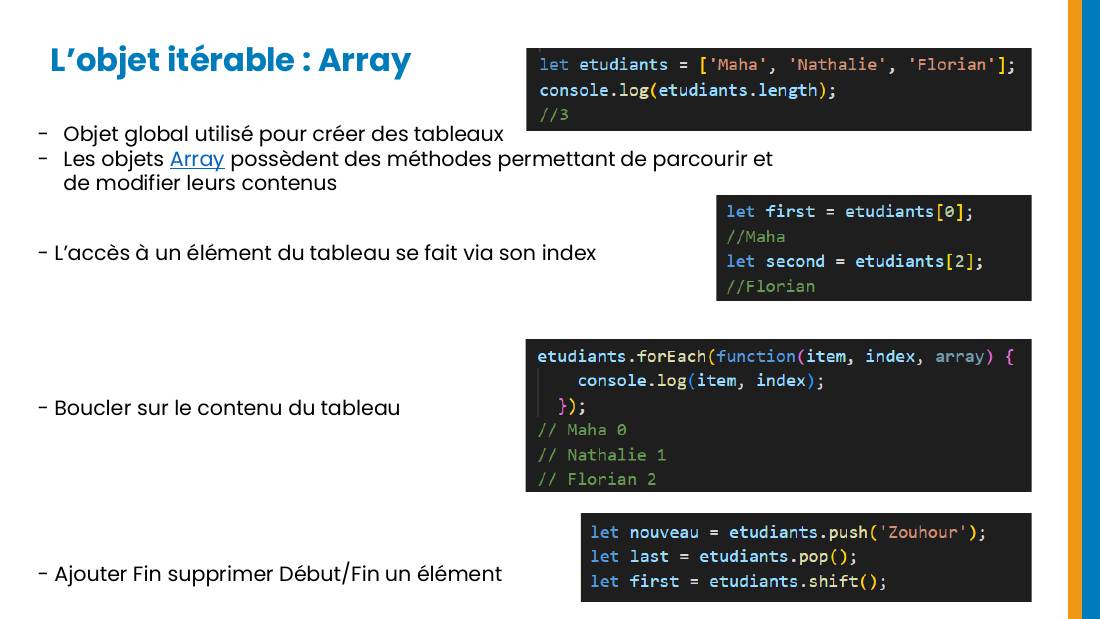 L’objet itérable : Array
let etudiants = ['Maha', 'Nathalie', 'Florian'];
console.log(etudiants.length);
//3
- Objet global utilisé pour créer des tableaux
- Les objets Array possèdent des méthodes permettant de parcourir et
de modifier leurs contenus
let first = etudiants[0];
//Maha
let second = etudiants[2];
//Florian
- L’accès à un élément du tableau se fait via son index
etudiants.forEach(function(item, index, array) {
console.log(item, index);
});
// Maha 0
// Nathalie 1
// Florian 2
- Boucler sur le contenu du tableau
let nouveau = etudiants.push('Zouhour');
let last = etudiants.pop();
let first = etudiants.shift();
- Ajouter Fin supprimer Début/Fin un élément